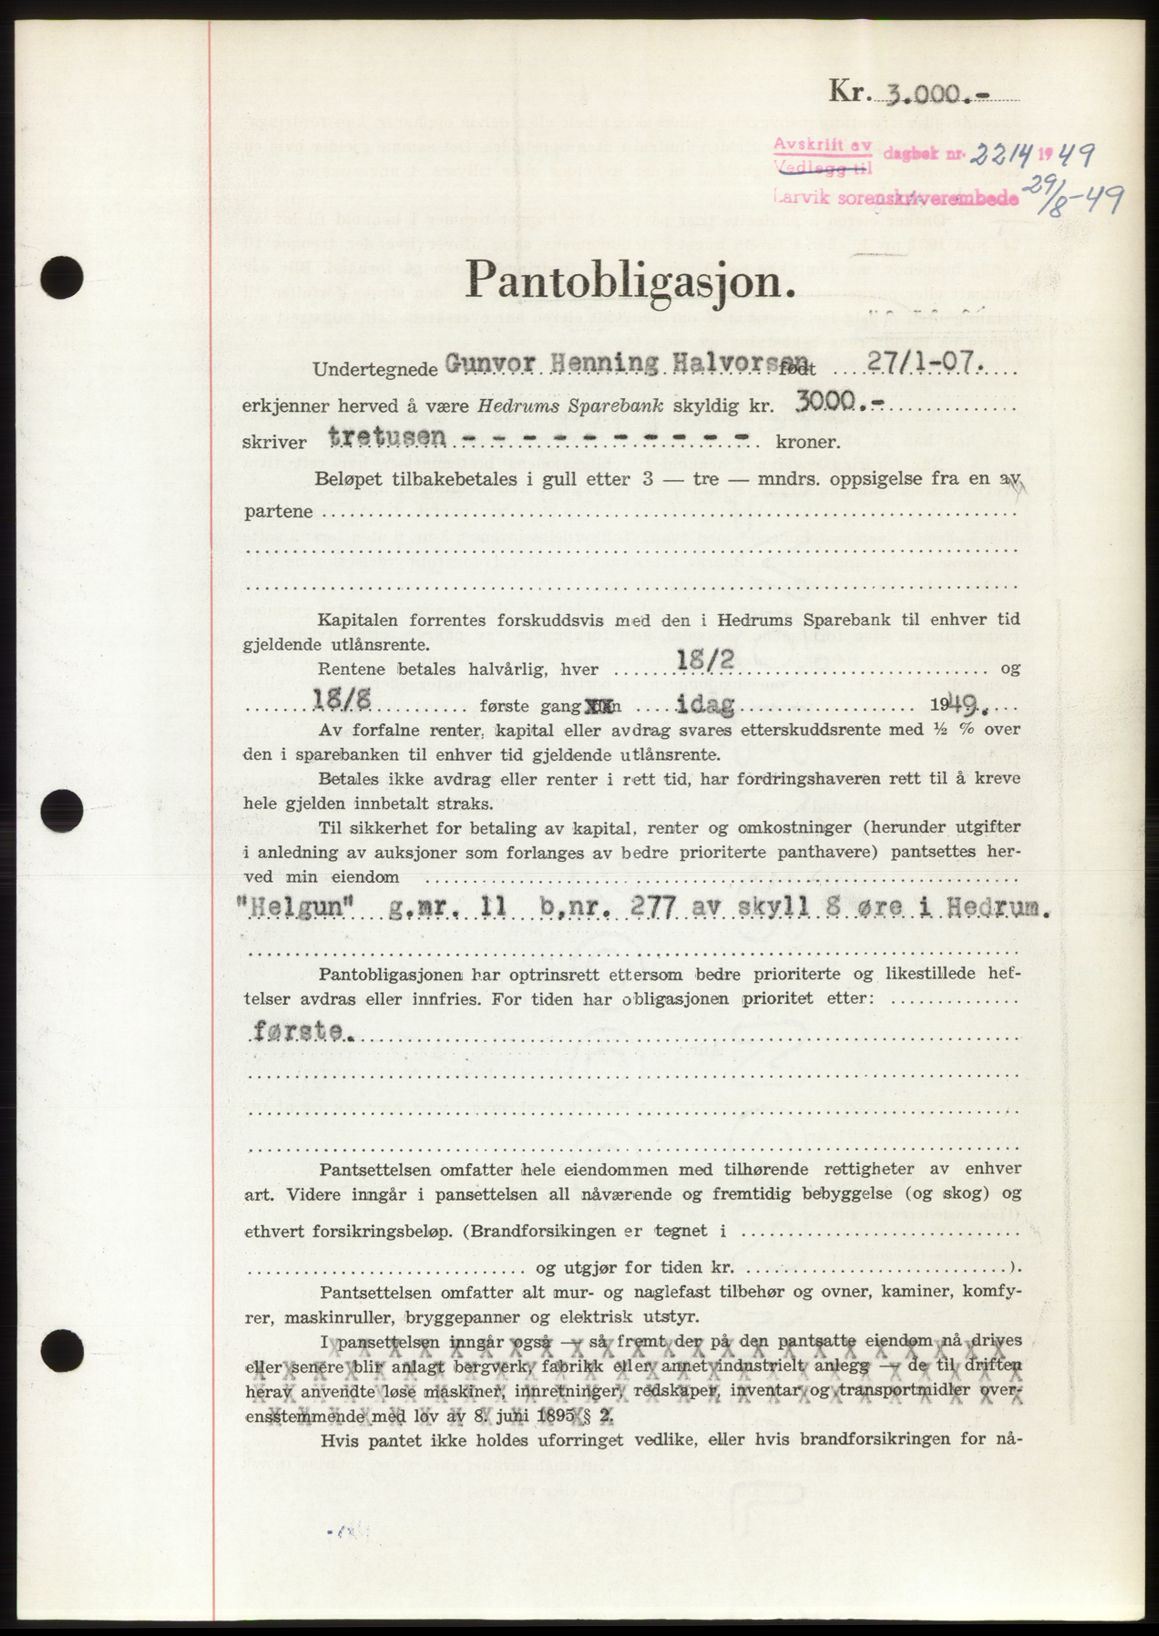 Kr. 3.000.-
Avskrift av
Vedlegg til
dagbok nr. 2214 1949
Larvik sorenskriverembede 29/8-49
Pantobligasjon.
Undertegnede Gunvor Henning Halvorsen født 27/1-07.
erkjenner herved å være Hedrums Sparebank skyldig kr. 3000.-
skriver tretusen - - - - - - - - - - kroner.
Beløpet tilbakebetales i gull etter 3 — tre — mndrs. oppsigelse fra en av
partene
Kapitalen forrentes forskuddsvis med den i Hedrums Sparebank til enhver tid
gjeldende utlånsrente.
Rentene betales halvårlig, hver 18/2 og
18/8 første gang idag 1949.
Av forfalne renter, kapital eller avdrag svares etterskuddsrente med ½ % over
den i sparebanken til enhver tid gjeldende utlånsrente.
Betales ikke avdrag eller renter i rett tid, har fordringshaveren rett til å kreve
hele gjelden innbetalt straks.
Til sikkerhet for betaling av kapital, renter og omkostninger (herunder utgifter
i anledning av auksjoner som forlanges av bedre prioriterte panthavere) pantsettes her-
ved min eiendom
"Helgun" g.nr. 11 b.nr. 277 av skyll 8 øre i Hedrum.
Pantobligasjonen har optrinsrett ettersom bedre prioriterte og likestillede hef-
telser avdras eller innfries. For tiden har obligasjonen prioritet etter:
første.
Pantsettelsen omfatter hele eiendommen med tilhørende rettigheter av enhver
art. Videre inngår i pansettelsen all nåværende og fremtidig bebyggelse (og skog) og
ethvert forsikringsbeløp. (Brandforsikingen er tegnet i
og utgjør for tiden kr. ).
Pantsettelsen omfatter alt mur- og naglefast tilbehør og ovner, kaminer, komfy-
rer, maskinruller, bryggepanner og elektrisk utstyr.
I pansettelsen inngår også — så fremt der på den pantsatte eiendom nå drives
eller senere blir anlagt bergverk, fabrikk eller annet industrielt anlegg — de til driften
herav anvendte løse maskiner, innretninger, redskaper, inventar og transportmidler over-
ensstemmende med lov av 8. juni 1895 § 2.
Hvis pantet ikke holdes uforringet vedlike, eller hvis brandforsikringen for nå-